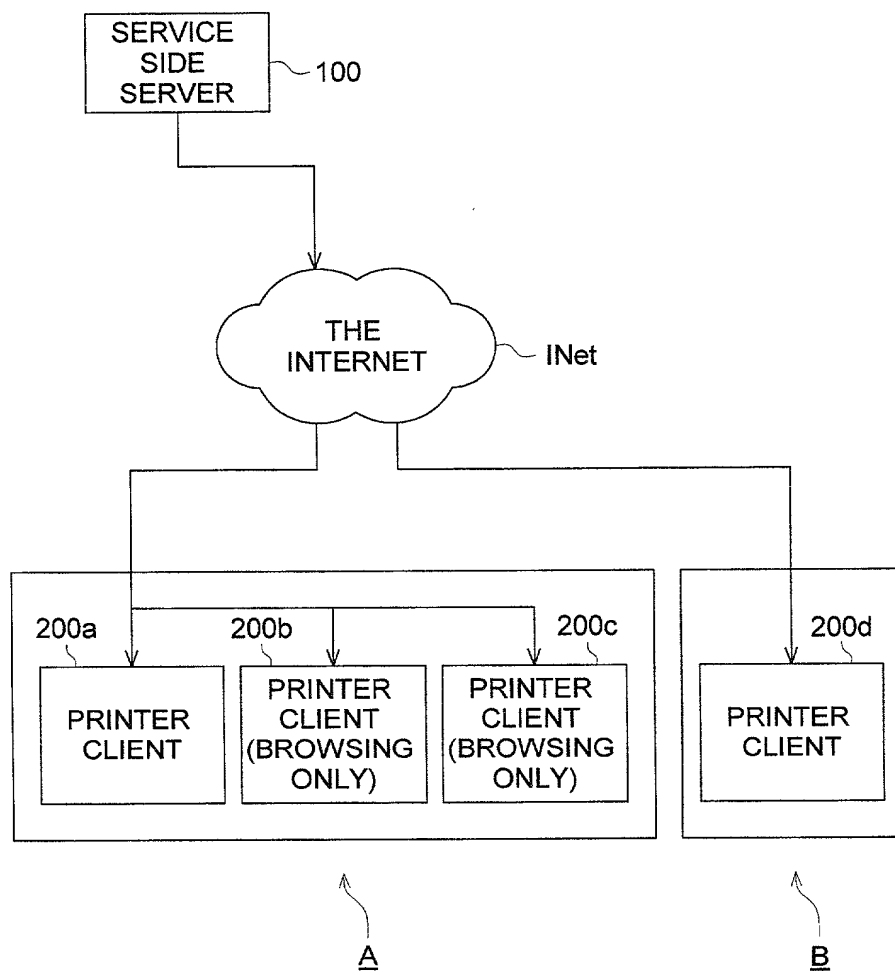 SERVICE
SIDE
SERVER
100
THE
INTERNET
INet
200a
200b
200c
200d
PRINTER
CLIENT
PRINTER
CLIENT
(BROWSING
ONLY)
PRINTER
CLIENT
(BROWSING
ONLY)
PRINTER
CLIENT
A
B